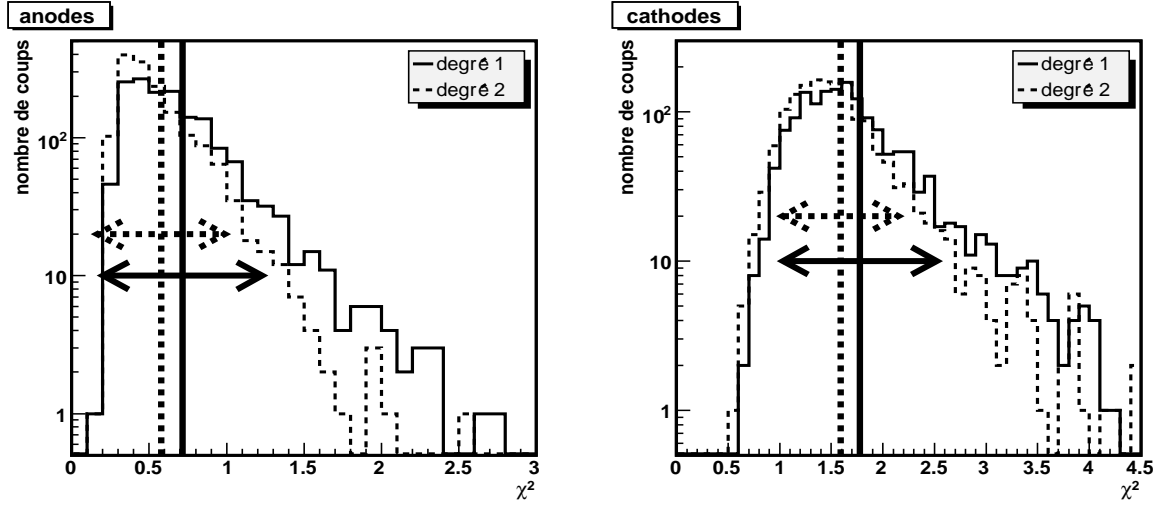 anodes
nombre de coups
degré 1
degré 2
10²
10
1
0 0.5 1 1.5 2 2.5 3
χ²
cathodes
nombre de coups
degré 1
degré 2
10²
10
1
0 0.5 1 1.5 2 2.5 3 3.5 4 4.5
χ²